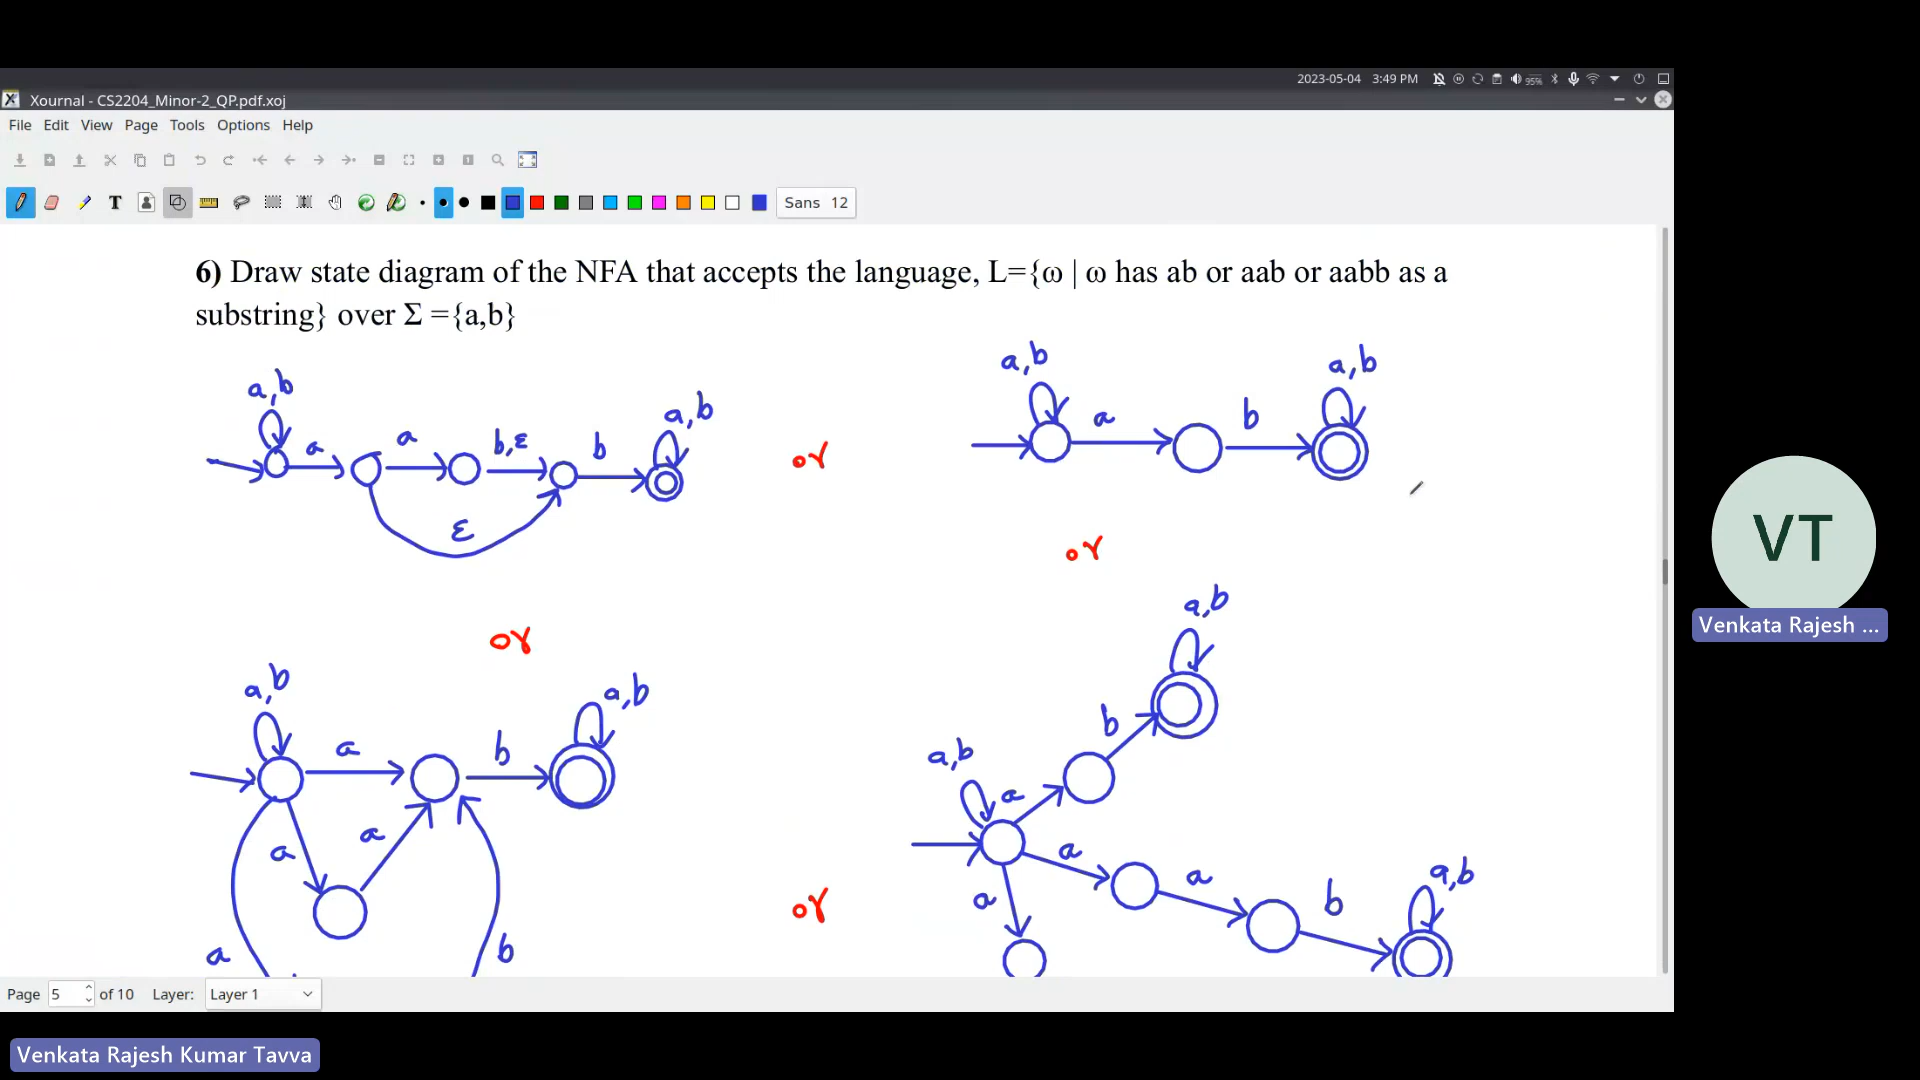 2023-05-04 3:49 PM 95%
Xournal - CS2204_Minor-2_QP.pdf.xoj
File Edit View Page Tools Options Help
T Sans 12
6) Draw state diagram of the NFA that accepts the language, L={ω | ω has ab or aab or aabb as a
substring} over Σ ={a,b}
a,b a a b,ε b a,b
ε
or
a,b a b a,b
or
or
a,b a b a,b
a a
a b
or
a,b
b
a,b a
a a b a,b
a
VT
Venkata Rajesh ...
Page 5 of 10 Layer: Layer 1
Venkata Rajesh Kumar Tavva